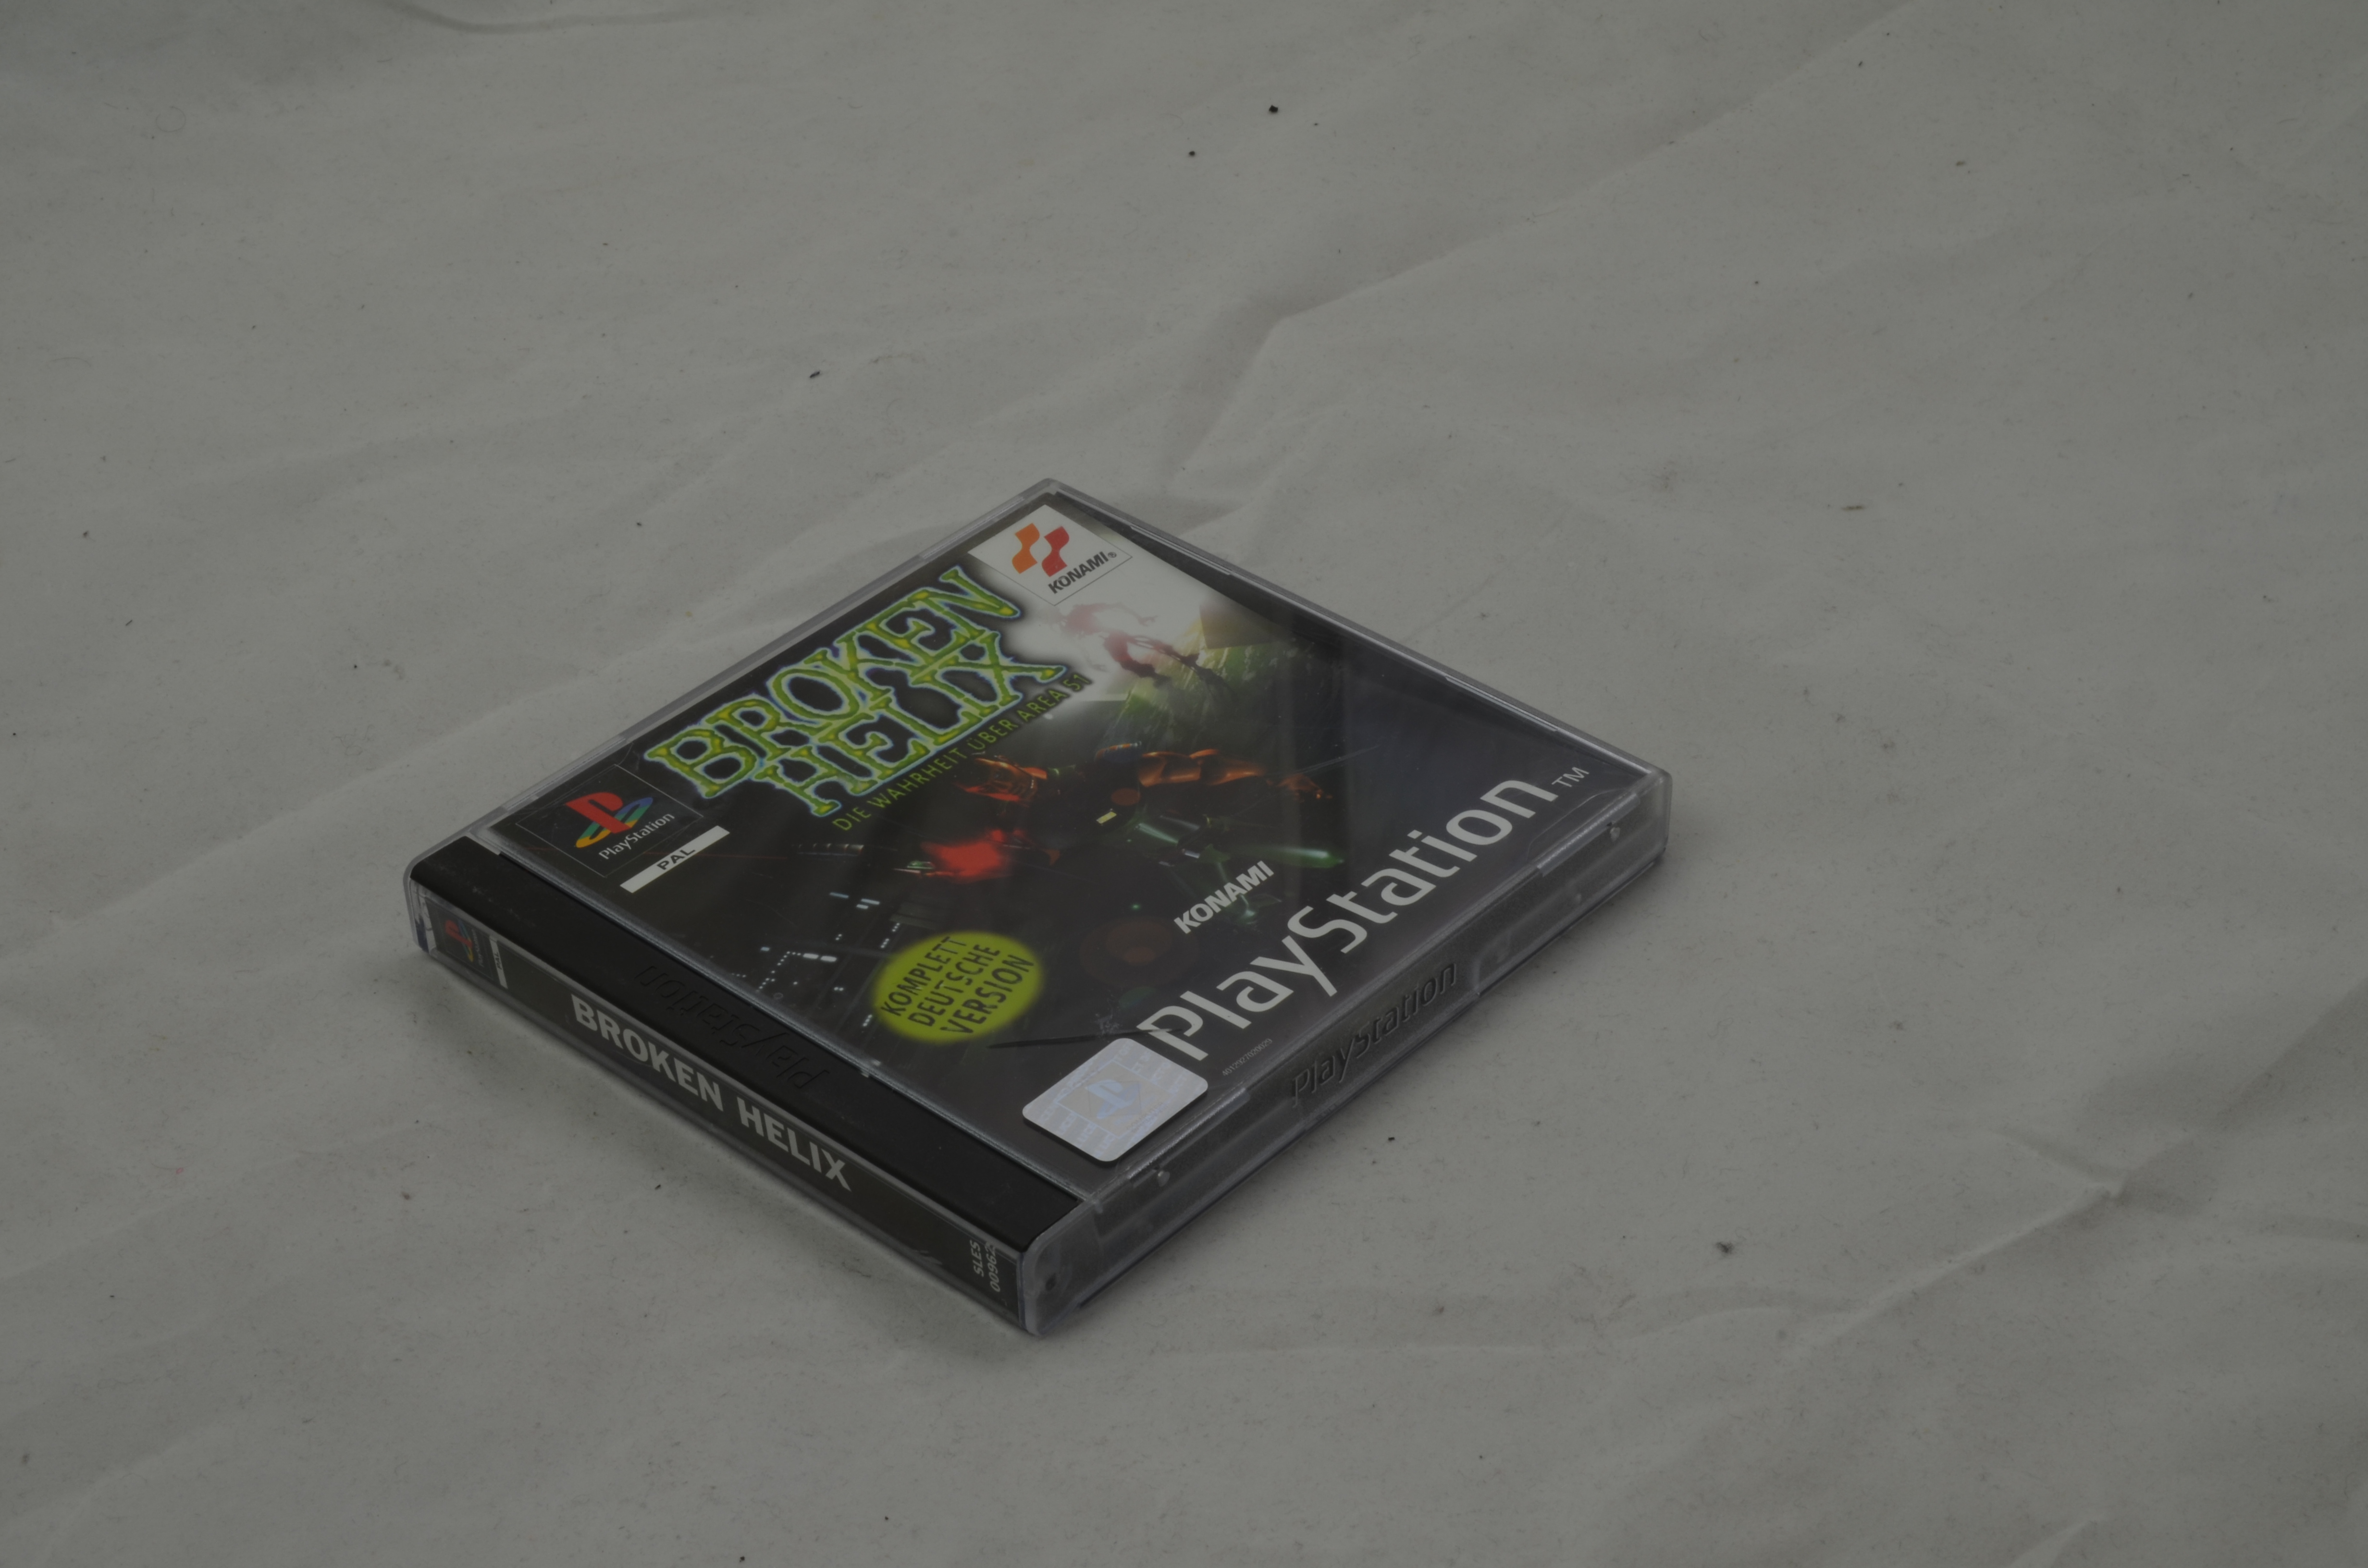 KONAMI®
BROKEN
HELIX
DIE WAHRHEIT ÜBER AREA 51
PlayStation
PAL
KOMPLETT
DEUTSCHE
VERSION
KONAMI
PlayStation™
PlayStation
PlayStation
PAL
BROKEN HELIX
SLES
00962